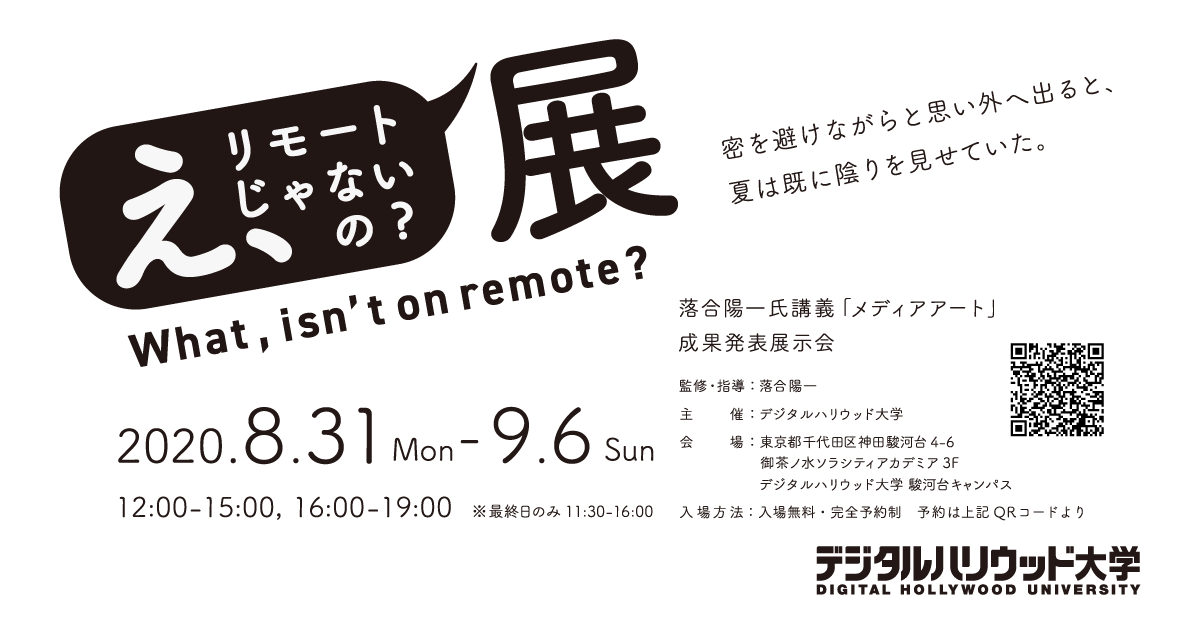 え、
リモート
じゃない
の?
展
What, isn't on remote?
密を避けながらと思い外へ出ると、
夏は既に陰りを見せていた。
落合陽一氏講義「メディアアート」
成果発表展示会
監修・指導:落合陽一
主 催:デジタルハリウッド大学
会 場:東京都千代田区神田駿河台 4-6
御茶ノ水ソラシティアカデミア 3F
デジタルハリウッド大学 駿河台キャンパス
入場方法:入場無料・完全予約制 予約は上記 QRコードより
2020.8.31 Mon - 9.6 Sun
12:00-15:00, 16:00-19:00 ※最終日のみ 11:30-16:00
デジタルハリウッド大学
DIGITAL HOLLYWOOD UNIVERSITY